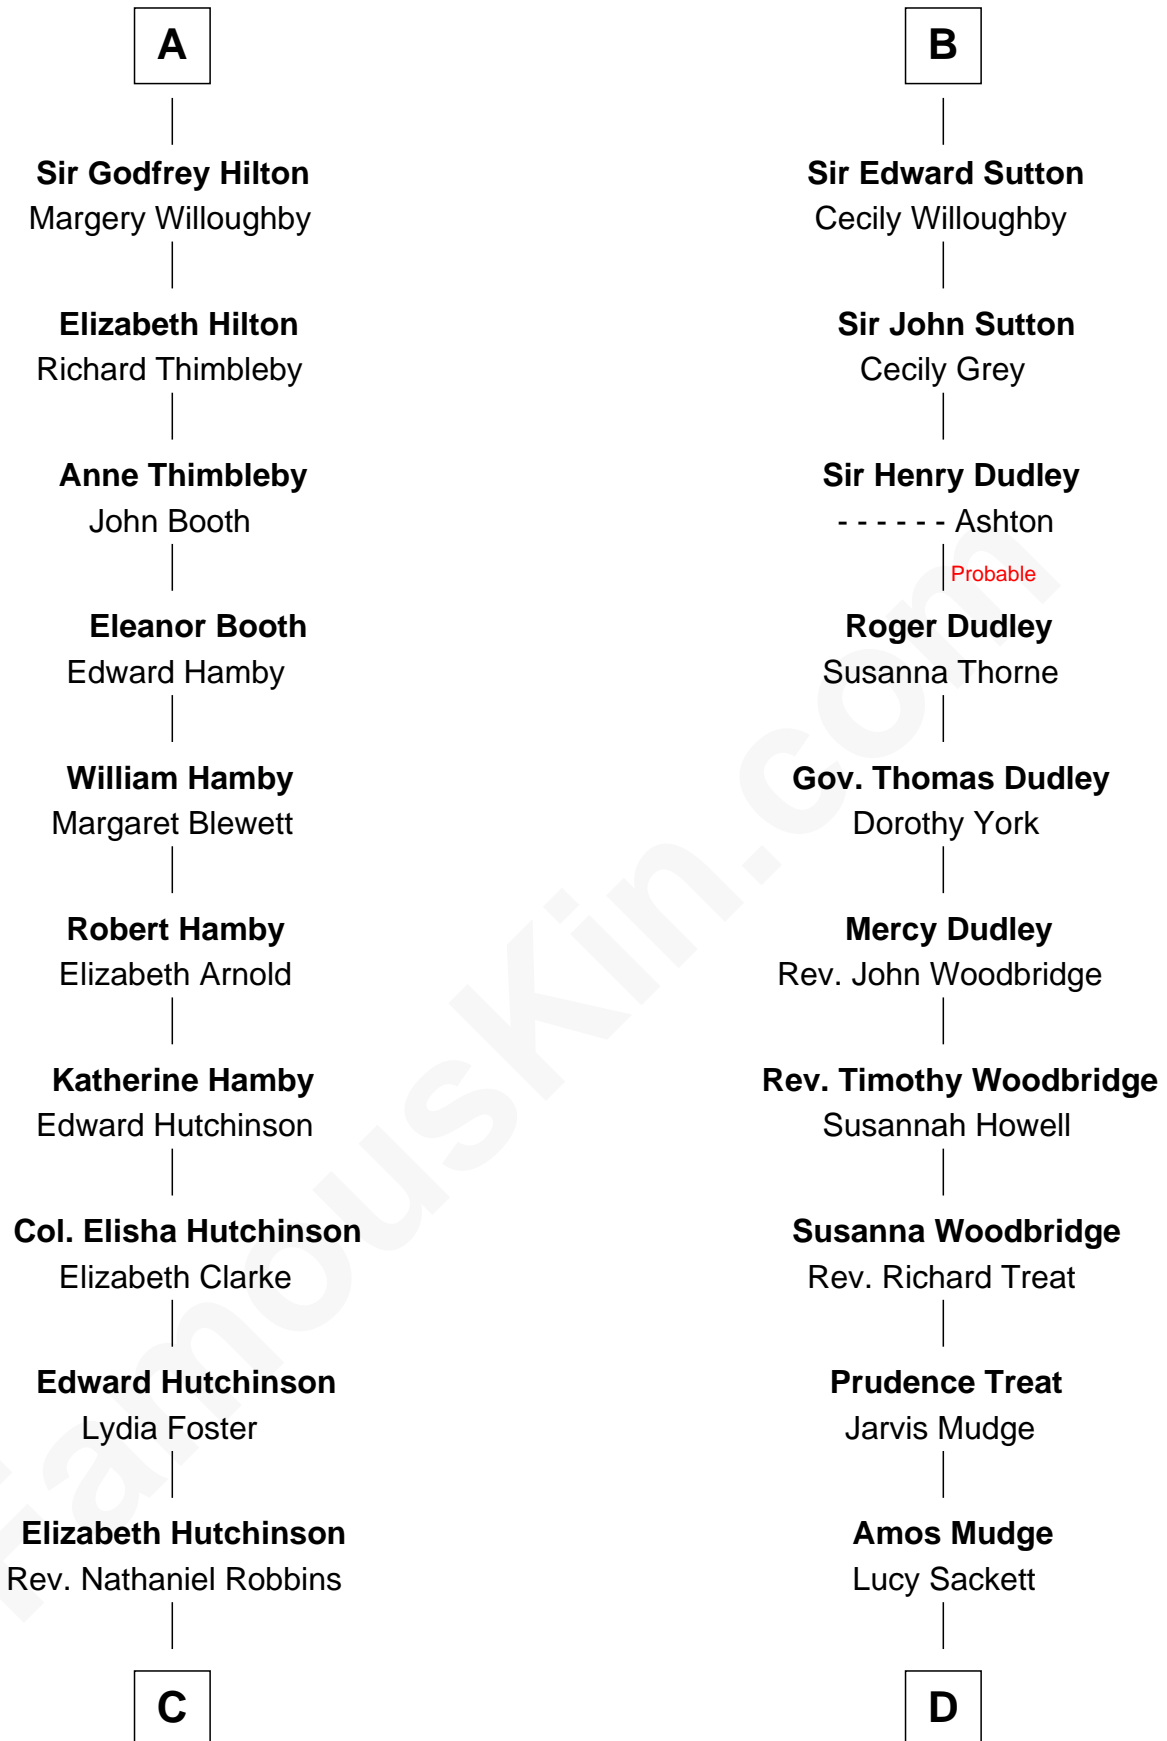 A
Sir Godfrey Hilton
Margery Willoughby
Elizabeth Hilton
Richard Thimbleby
Anne Thimbleby
John Booth
Eleanor Booth
Edward Hamby
William Hamby
Margaret Blewett
Robert Hamby
Elizabeth Arnold
Katherine Hamby
Edward Hutchinson
Col. Elisha Hutchinson
Elizabeth Clarke
Edward Hutchinson
Lydia Foster
Elizabeth Hutchinson
Rev. Nathaniel Robbins
C
B
Sir Edward Sutton
Cecily Willoughby
Sir John Sutton
Cecily Grey
Sir Henry Dudley
- - - - - - Ashton
Probable
Roger Dudley
Susanna Thorne
Gov. Thomas Dudley
Dorothy York
Mercy Dudley
Rev. John Woodbridge
Rev. Timothy Woodbridge
Susannah Howell
Susanna Woodbridge
Rev. Richard Treat
Prudence Treat
Jarvis Mudge
Amos Mudge
Lucy Sackett
D
FamousKin.com